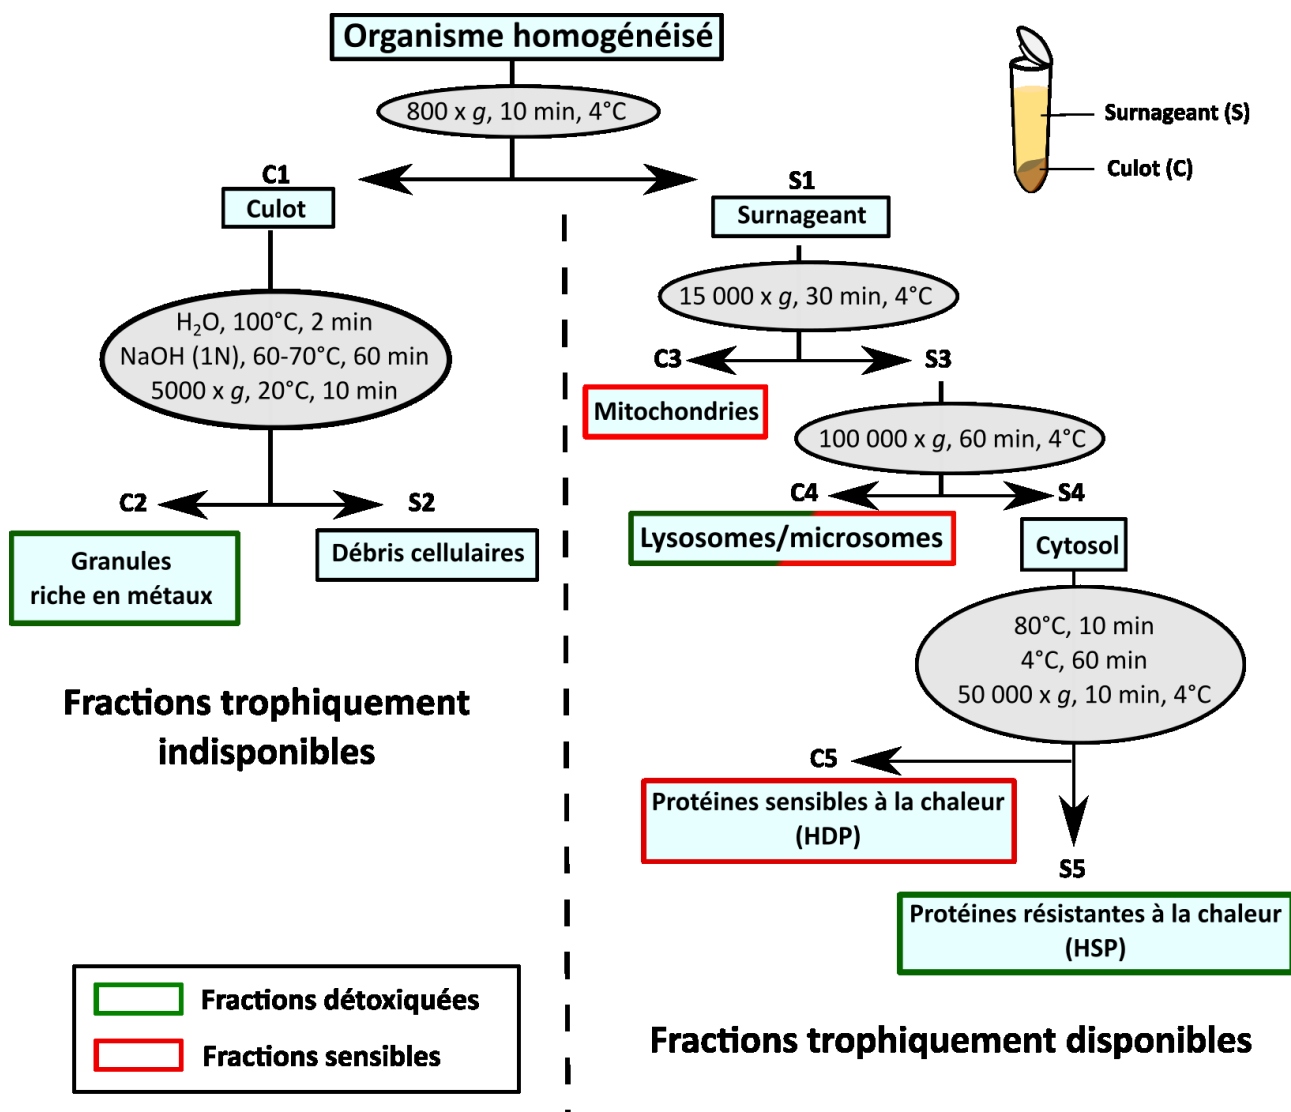 Organisme homogénéisé
800 x g, 10 min, 4°C
Surnageant (S)
Culot (C)
C1
Culot
S1
Surnageant
H₂O, 100°C, 2 min
NaOH (1N), 60-70°C, 60 min
5000 x g, 20°C, 10 min
15 000 x g, 30 min, 4°C
C3
S3
Mitochondries
100 000 x g, 60 min, 4°C
C2
S2
C4
S4
Granules
riche en métaux
Débris cellulaires
Lysosomes/microsomes
Cytosol
80°C, 10 min
4°C, 60 min
50 000 x g, 10 min, 4°C
Fractions trophiquement
indisponibles
C5
Protéines sensibles à la chaleur
(HDP)
S5
Protéines résistantes à la chaleur
(HSP)
Fractions détoxiquées
Fractions sensibles
Fractions trophiquement disponibles